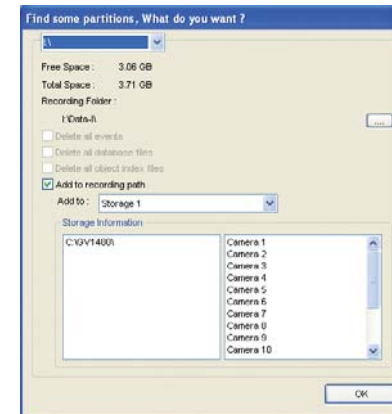 Find some partitions, What do you want ?
I:\
Free Space : 3.06 GB
Total Space : 3.71 GB
Recording Folder :
I:\Data-I\
....
Delete all events
Delete all database files
Delete all object index files
Add to recording path
Add to : Storage 1
Storage Information
C:\GV1480\
Camera 1
Camera 2
Camera 3
Camera 4
Camera 5
Camera 6
Camera 7
Camera 8
Camera 9
Camera 10
OK